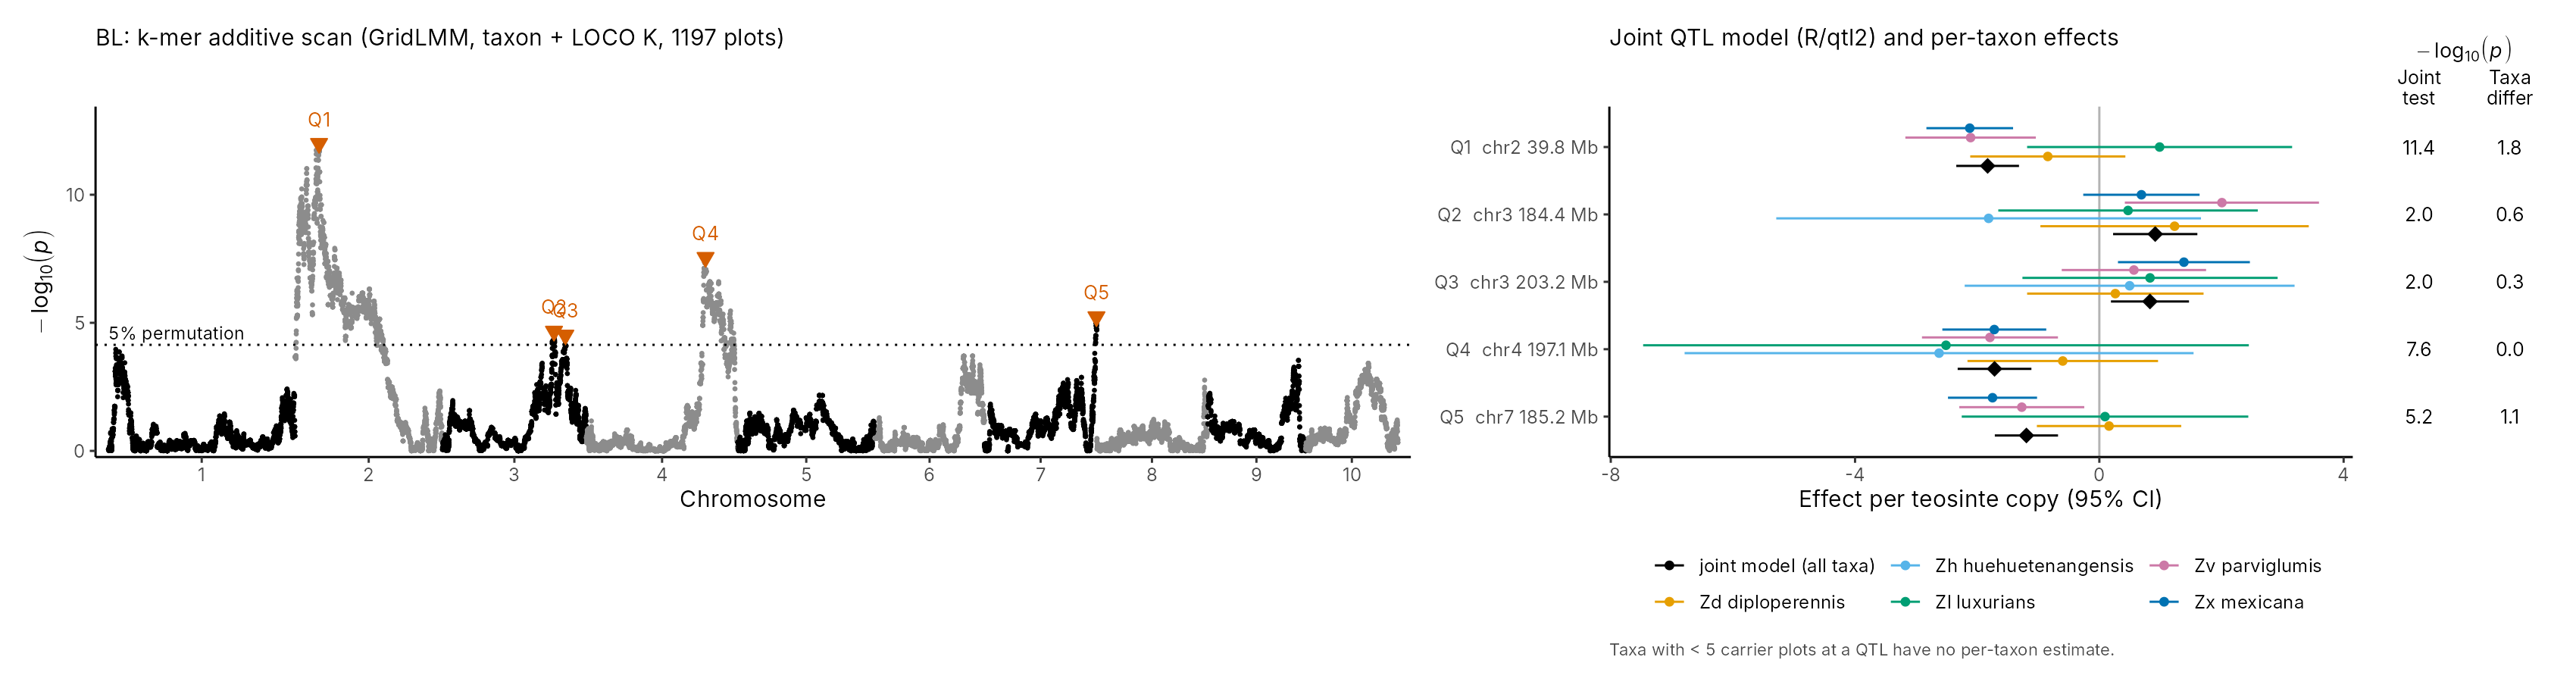 BL: k-mer additive scan (GridLMM, taxon + LOCO K, 1197 plots)
Q1
Q4
Q2
Q3
Q5
5% permutation
10
5
0
−log10(p)
1 2 3 4 5 6 7 8 9 10
Chromosome
Joint QTL model (R/qtl2) and per-taxon effects
−log10(p)
Joint test
Taxa differ
Q1 chr2 39.8 Mb 11.4 1.8
Q2 chr3 184.4 Mb 2.0 0.6
Q3 chr3 203.2 Mb 2.0 0.3
Q4 chr4 197.1 Mb 7.6 0.0
Q5 chr7 185.2 Mb 5.2 1.1
-8 -4 0 4
Effect per teosinte copy (95% CI)
joint model (all taxa) Zh huehuetenangensis Zv parviglumis
Zd diploperennis Zl luxurians Zx mexicana
Taxa with < 5 carrier plots at a QTL have no per-taxon estimate.